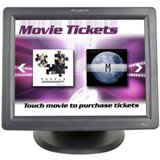 PLANAR
Movie Tickets
M
Touch movie to purchase tickets